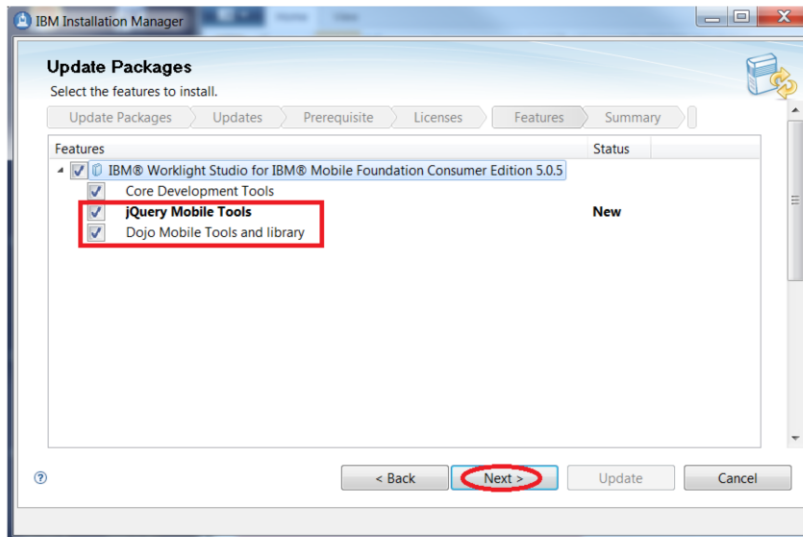 IBM Installation Manager
Update Packages
Select the features to install.
Update Packages Updates Prerequisite Licenses Features Summary
Features Status
IBM® Worklight Studio for IBM® Mobile Foundation Consumer Edition 5.0.5
Core Development Tools
jQuery Mobile Tools New
Dojo Mobile Tools and library
? < Back Next > Update Cancel